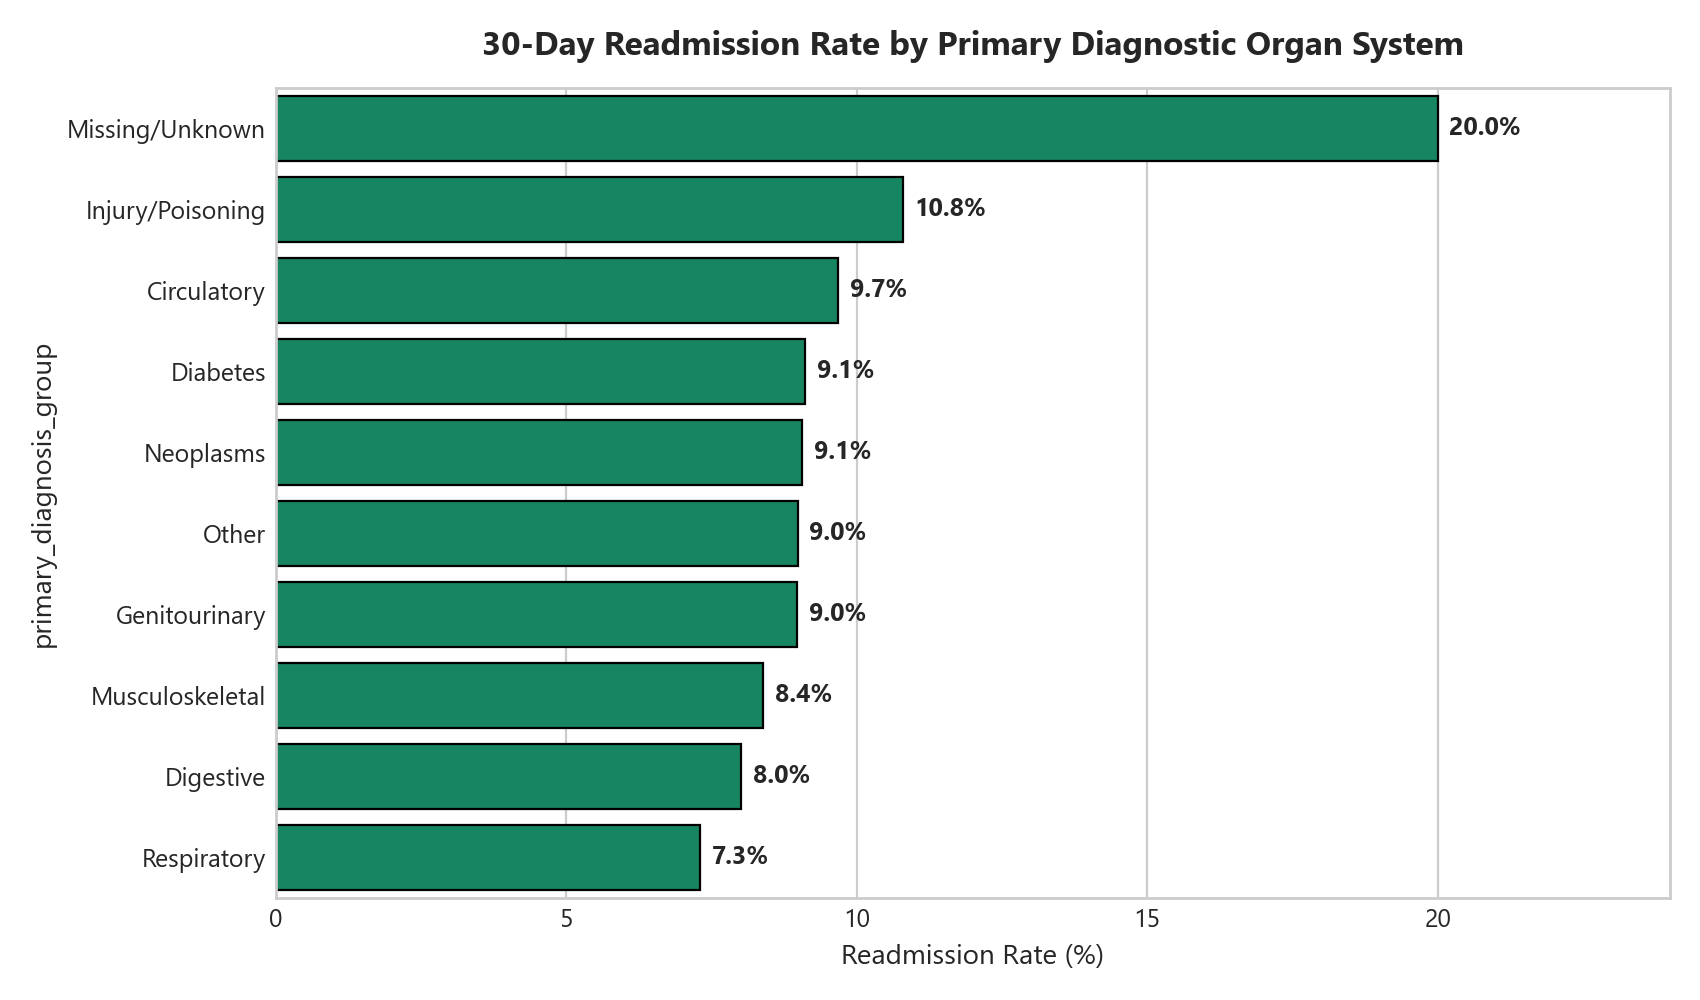 30-Day Readmission Rate by Primary Diagnostic Organ System
primary_diagnosis_group
Missing/Unknown 20.0%
Injury/Poisoning 10.8%
Circulatory 9.7%
Diabetes 9.1%
Neoplasms 9.1%
Other 9.0%
Genitourinary 9.0%
Musculoskeletal 8.4%
Digestive 8.0%
Respiratory 7.3%
0 5 10 15 20
Readmission Rate (%)